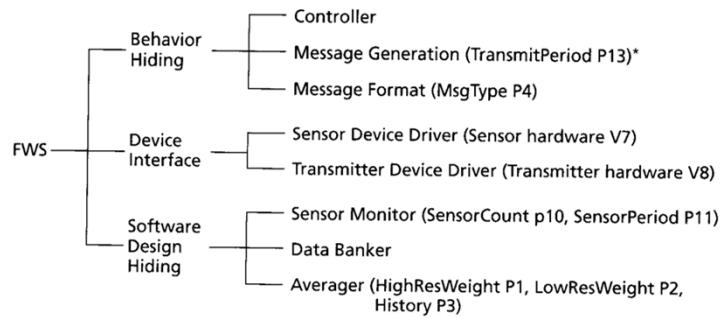 Controller
Behavior
Hiding
Message Generation (TransmitPeriod P13)*
Message Format (MsgType P4)
FWS
Device
Interface
Sensor Device Driver (Sensor hardware V7)
Transmitter Device Driver (Transmitter hardware V8)
Software
Design
Hiding
Sensor Monitor (SensorCount p10, SensorPeriod P11)
Data Banker
Averager (HighResWeight P1, LowResWeight P2,
History P3)